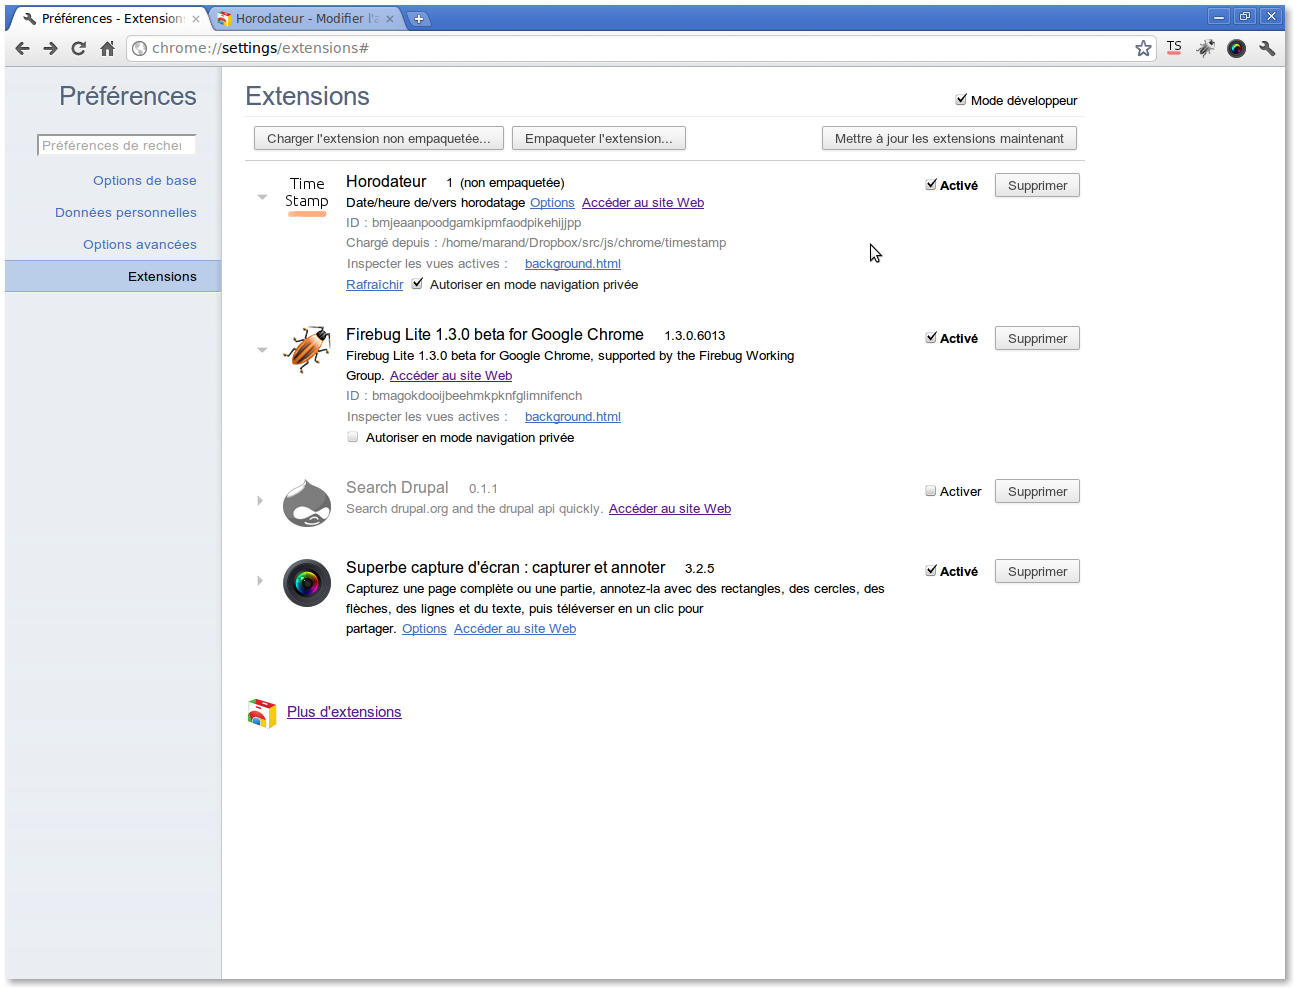 Préférences - Extensions
Horodateur - Modifier l'a
chrome://settings/extensions#
TS
Préférences
Préférences de recher
Options de base
Données personnelles
Options avancées
Extensions
Extensions
Mode développeur
Charger l'extension non empaquetée...
Empaqueter l'extension...
Mettre à jour les extensions maintenant
Time
Stamp
Horodateur 1 (non empaquetée)
Activé
Supprimer
Date/heure de/vers horodatage Options Accéder au site Web
ID : bmjeaanpoodgamkipmfaodpikehijjpp
Chargé depuis : /home/marand/Dropbox/src/js/chrome/timestamp
Inspecter les vues actives : background.html
Rafraîchir Autoriser en mode navigation privée
Firebug Lite 1.3.0 beta for Google Chrome 1.3.0.6013
Activé
Supprimer
Firebug Lite 1.3.0 beta for Google Chrome, supported by the Firebug Working
Group. Accéder au site Web
ID : bmagokdooijbeehmkpknfglimnifench
Inspecter les vues actives : background.html
Autoriser en mode navigation privée
Search Drupal 0.1.1
Activer
Supprimer
Search drupal.org and the drupal api quickly. Accéder au site Web
Superbe capture d'écran : capturer et annoter 3.2.5
Activé
Supprimer
Capturez une page complète ou une partie, annotez-la avec des rectangles, des cercles, des
flèches, des lignes et du texte, puis téléverser en un clic pour
partager. Options Accéder au site Web
Plus d'extensions